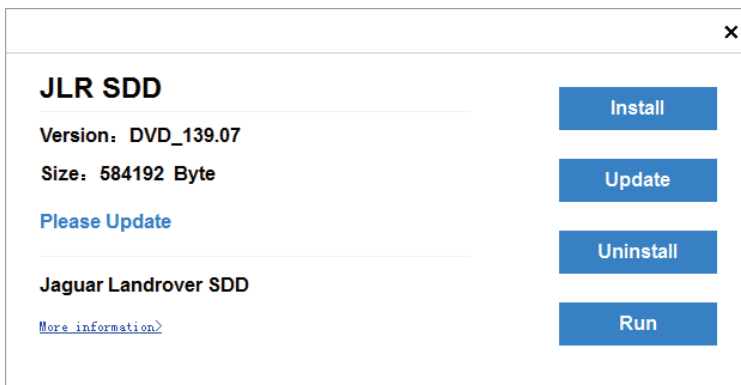 ×
JLR SDD
Version：DVD_139.07
Size：584192 Byte
Please Update
Jaguar Landrover SDD
More information>
Install
Update
Uninstall
Run